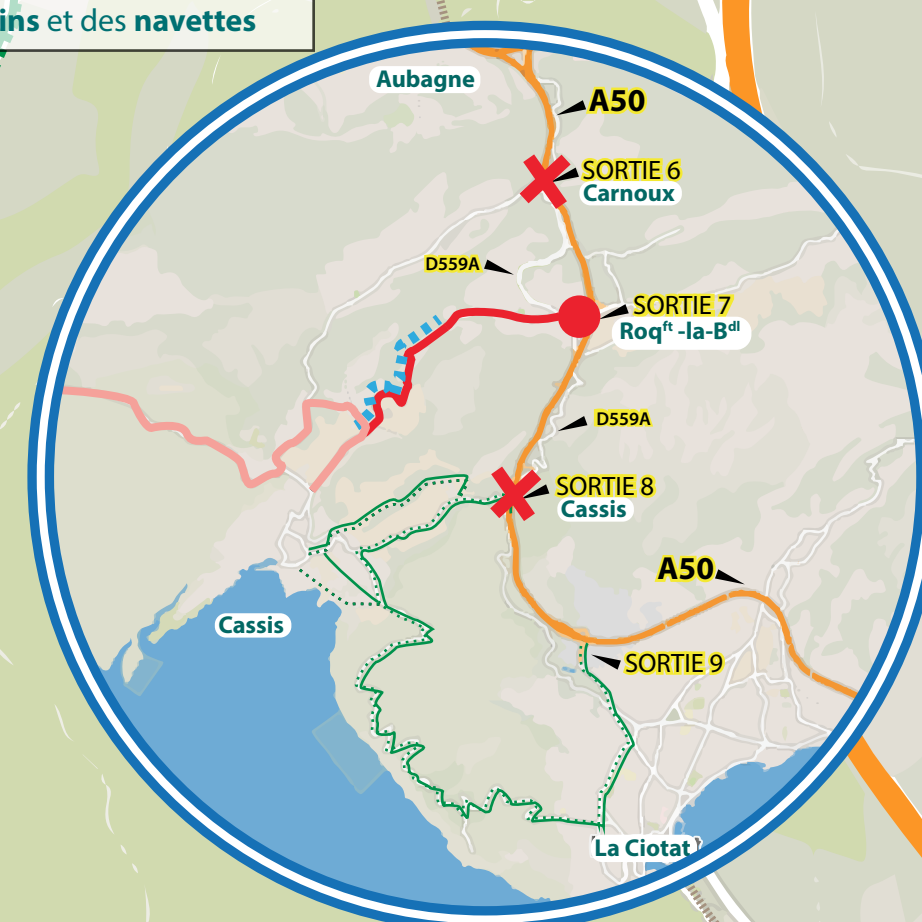 ins et des navettes
Aubagne
A50
SORTIE 6
Carnoux
D559A
SORTIE 7
Roqft -la-Bdl
D559A
SORTIE 8
Cassis
A50
Cassis
SORTIE 9
La Ciotat